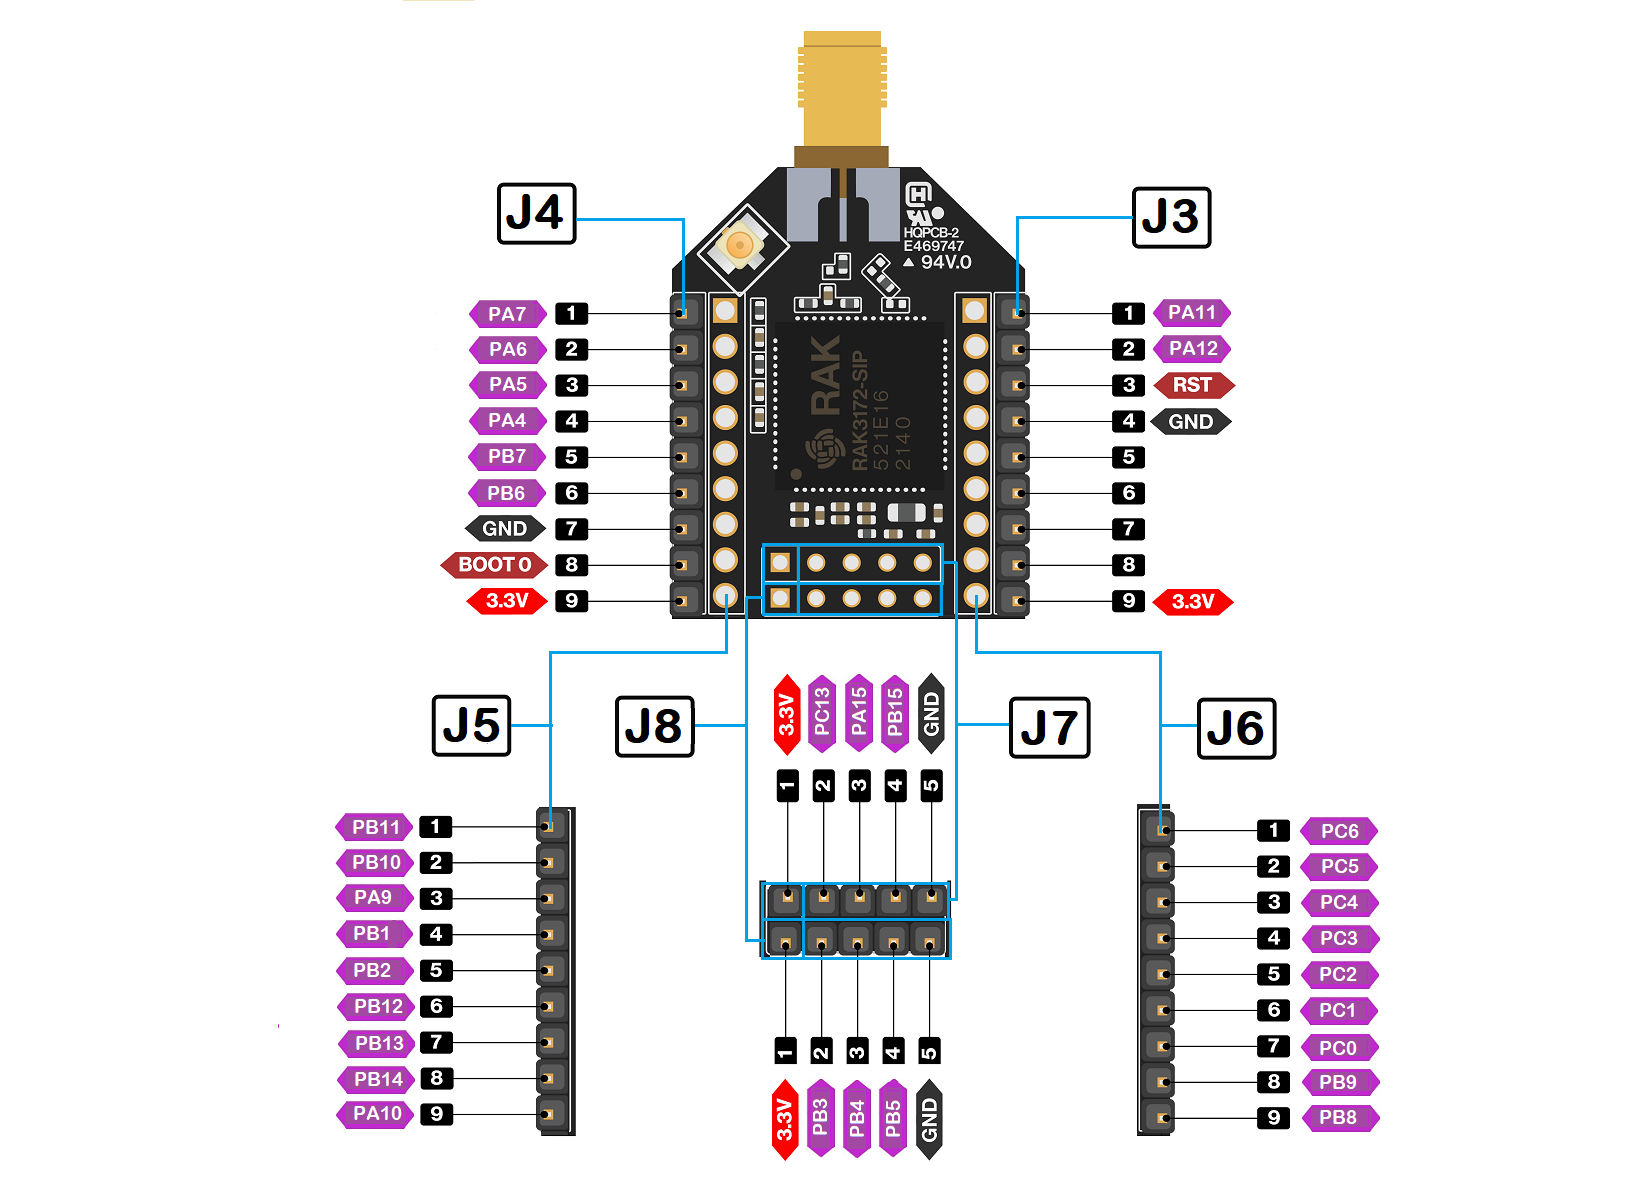 J4
J3
HQPCB-2
E469747
94V.0
PA7 1
PA6 2
PA5 3
PA4 4
PB7 5
PB6 6
GND 7
BOOT 0 8
3.3V 9
RAK
RAK3172-SIP
521E16
2140
1 PA11
2 PA12
3 RST
4 GND
5
6
7
8
9 3.3V
J5
J8
J7
J6
3.3V PC13 PA15 PB15 GND
1 2 3 4 5
PB11 1
PB10 2
PA9 3
PB1 4
PB2 5
PB12 6
PB13 7
PB14 8
PA10 9
1 2 3 4 5
3.3V PB3 PB4 PB5 GND
1 PC6
2 PC5
3 PC4
4 PC3
5 PC2
6 PC1
7 PC0
8 PB9
9 PB8